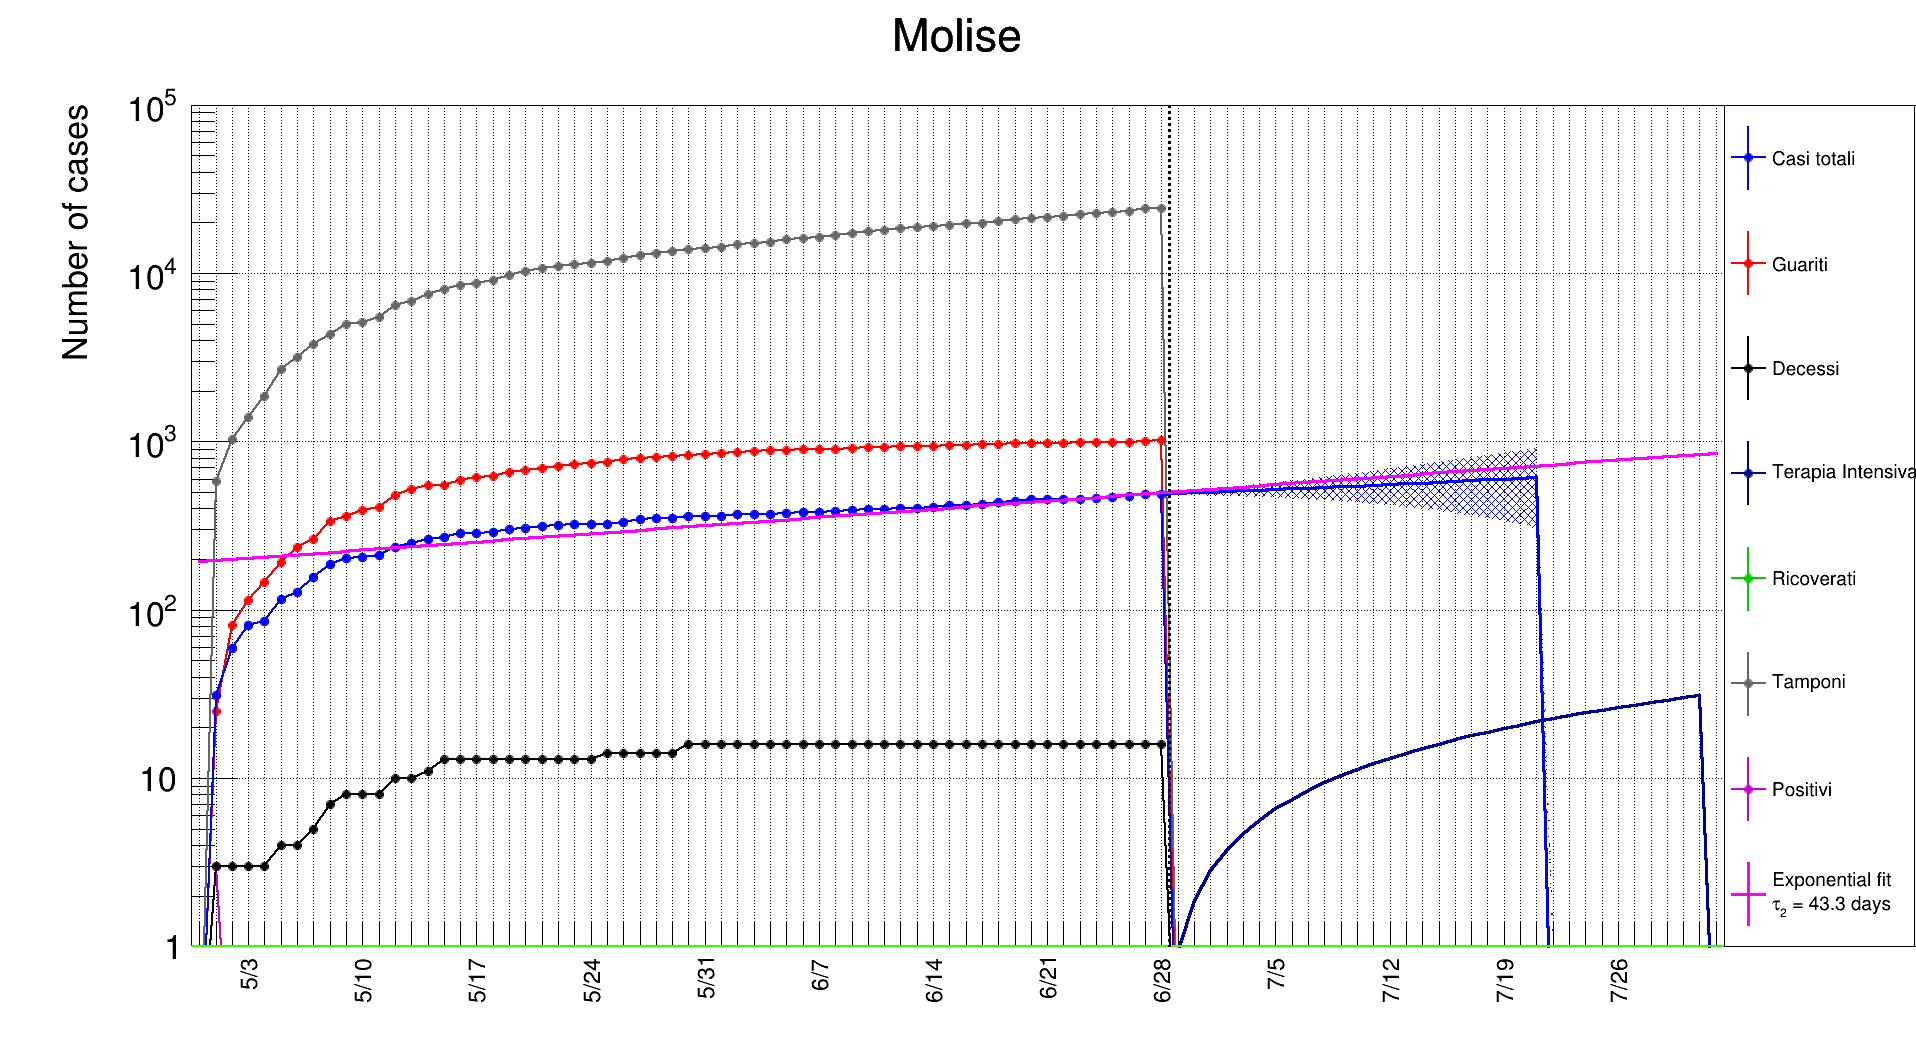 Molise
Number of cases
10^5
10^4
10^3
10^2
10
1
5/3
5/10
5/17
5/24
5/31
6/7
6/14
6/21
6/28
7/5
7/12
7/19
7/26
Casi totali
Guariti
Decessi
Terapia Intensiva
Ricoverati
Tamponi
Positivi
Exponential fit
τ₂ = 43.3 days